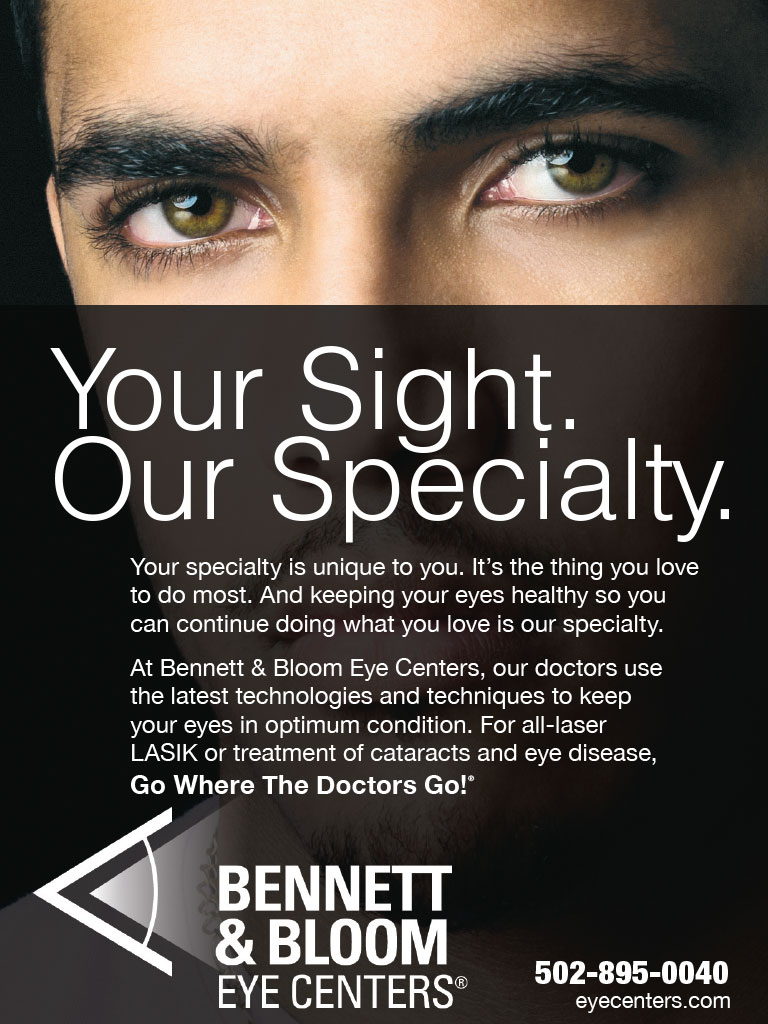 Your Sight.
Our Specialty.
Your specialty is unique to you. It’s the thing you love
to do most. And keeping your eyes healthy so you
can continue doing what you love is our specialty.
At Bennett & Bloom Eye Centers, our doctors use
the latest technologies and techniques to keep
your eyes in optimum condition. For all-laser
LASIK or treatment of cataracts and eye disease,
Go Where The Doctors Go!®
BENNETT
& BLOOM
EYE CENTERS®
502-895-0040
eyecenters.com